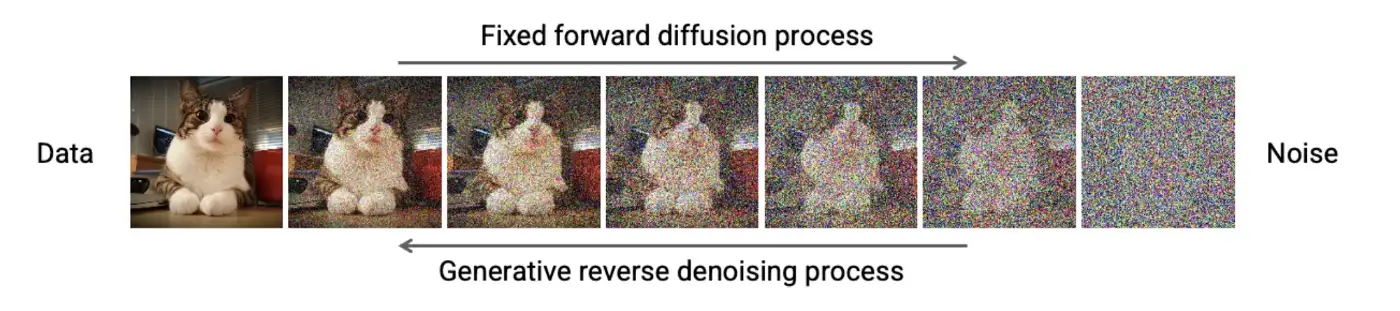 Fixed forward diffusion process
Data
Noise
Generative reverse denoising process